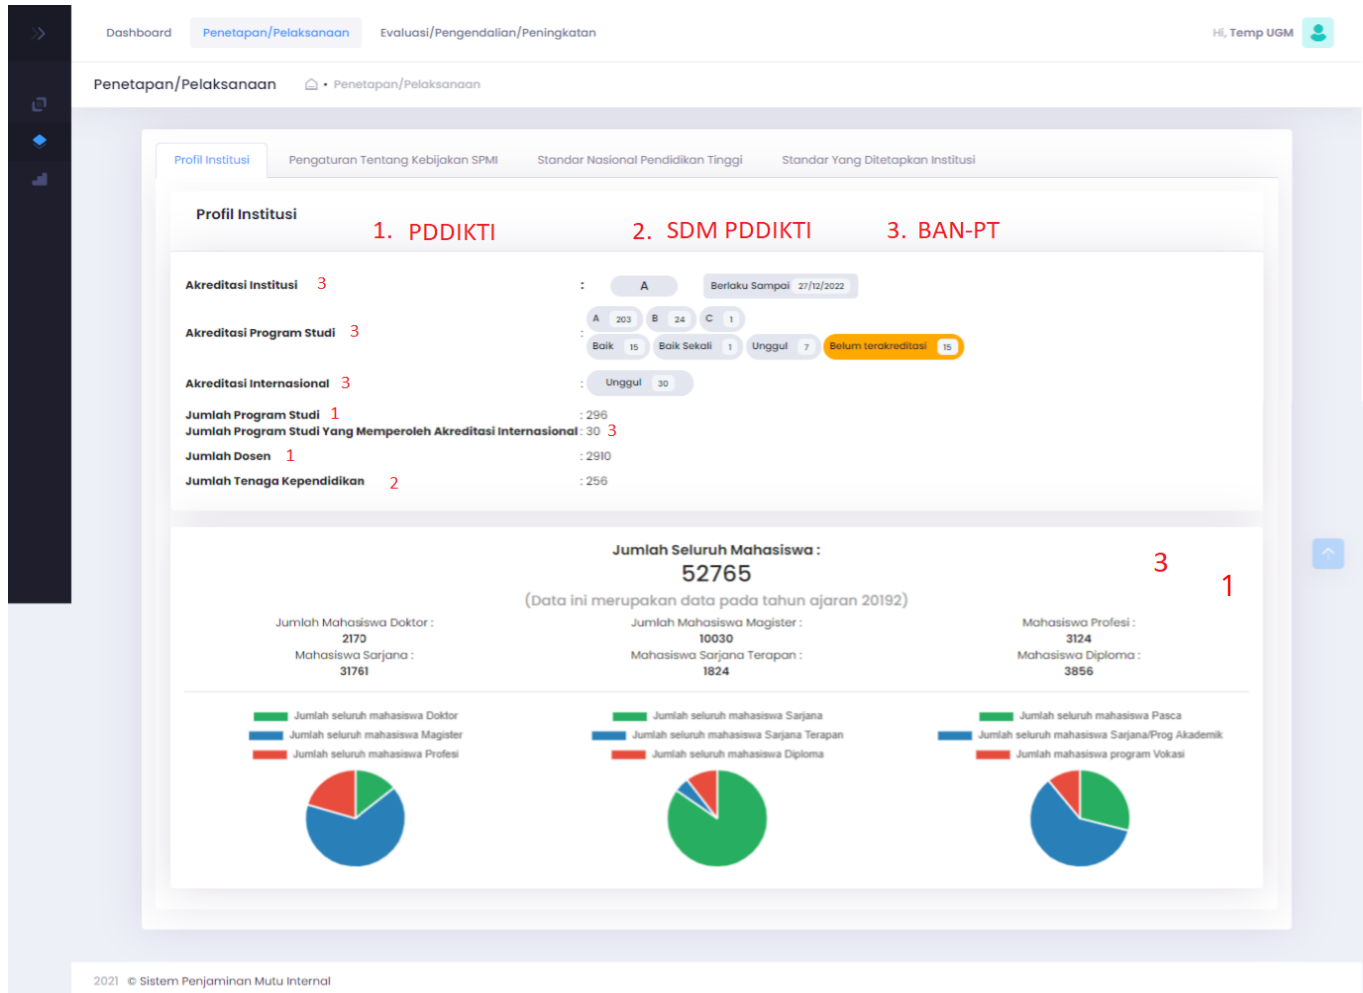 Dashboard Penetapan/Pelaksanaan Evaluasi/Pengendalian/Peningkatan Hi, Temp UGM
Penetapan/Pelaksanaan • Penetapan/Pelaksanaan
Profil Institusi Pengaturan Tentang Kebijakan SPMI Standar Nasional Pendidikan Tinggi Standar Yang Ditetapkan Institusi
Profil Institusi
1. PDDIKTI 2. SDM PDDIKTI 3. BAN-PT
Akreditasi Institusi 3 : A Berlaku Sampai 27/12/2022
A 203 B 24 C 1
Akreditasi Program Studi 3 :
Baik 15 Baik Sekali 1 Unggul 7 Belum terakreditasi 15
Akreditasi Internasional 3 : Unggul 30
Jumlah Program Studi 1 : 296
Jumlah Program Studi Yang Memperoleh Akreditasi Internasional : 30 3
Jumlah Dosen 1 : 2910
Jumlah Tenaga Kependidikan 2 : 256
Jumlah Seluruh Mahasiswa :
52765
3
1
(Data ini merupakan data pada tahun ajaran 20192)
Jumlah Mahasiswa Doktor : Jumlah Mahasiswa Magister : Mahasiswa Profesi :
2170 10030 3124
Mahasiswa Sarjana : Mahasiswa Sarjana Terapan : Mahasiswa Diploma :
31761 1824 3856
Jumlah seluruh mahasiswa Doktor Jumlah seluruh mahasiswa Sarjana Jumlah seluruh mahasiswa Pasca
Jumlah seluruh mahasiswa Magister Jumlah seluruh mahasiswa Sarjana Terapan Jumlah seluruh mahasiswa Sarjana/Prog Akademik
Jumlah seluruh mahasiswa Profesi Jumlah seluruh mahasiswa Diploma Jumlah mahasiswa program Vokasi
2021 © Sistem Penjaminan Mutu Internal